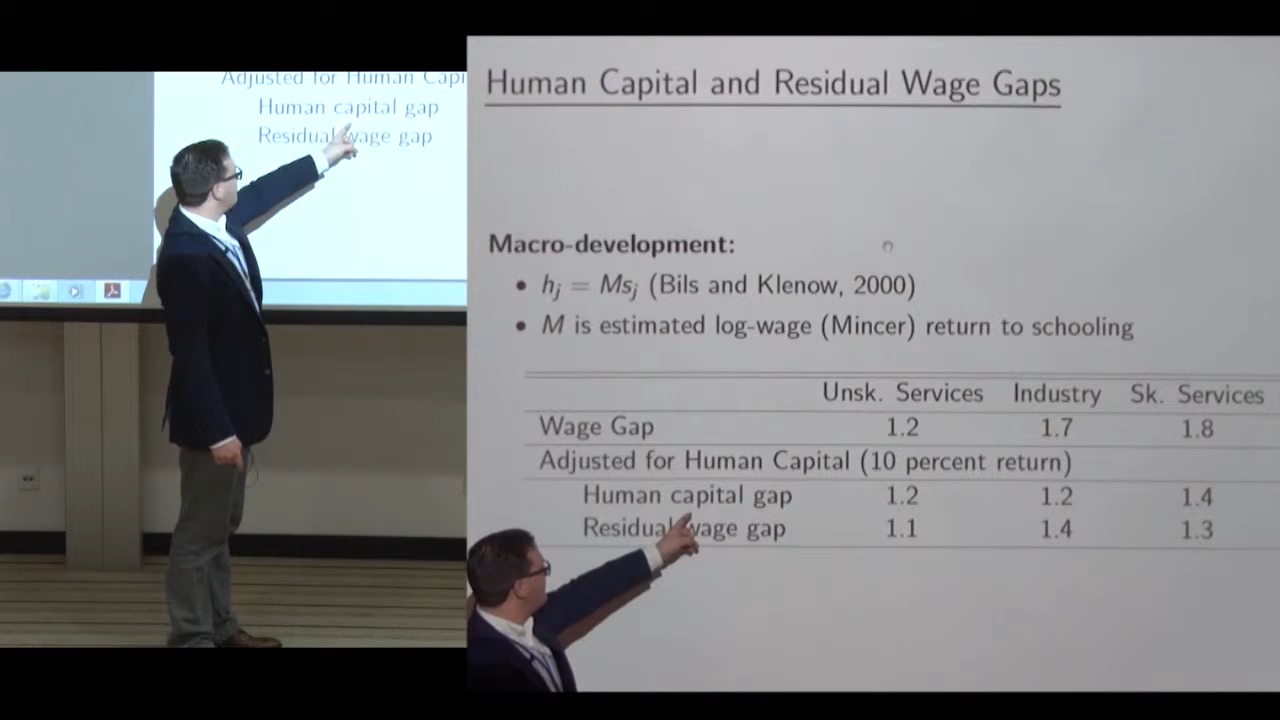 Adjusted for Human Capi
Human capital gap
Residual wage gap
Human Capital and Residual Wage Gaps
Macro-development:
• hj = Msj (Bils and Klenow, 2000)
• M is estimated log-wage (Mincer) return to schooling
Unsk. Services Industry Sk. Services
Wage Gap 1.2 1.7 1.8
Adjusted for Human Capital (10 percent return)
Human capital gap 1.2 1.2 1.4
Residual wage gap 1.1 1.4 1.3